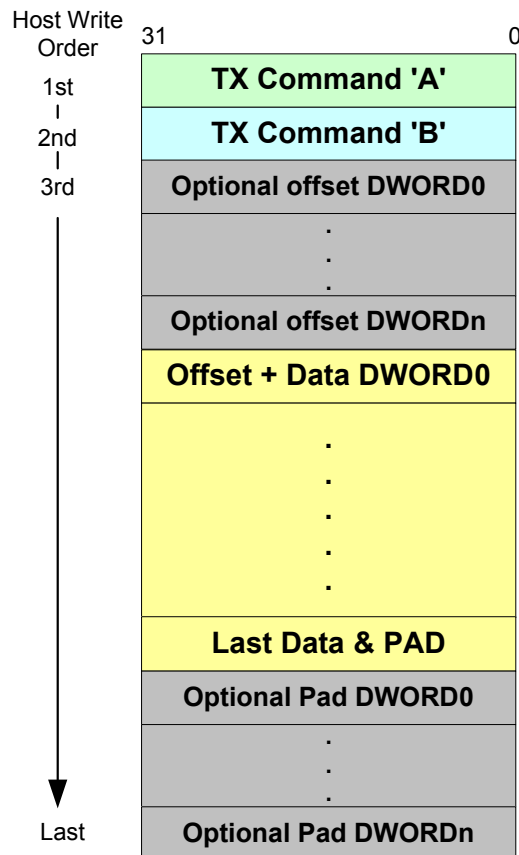 Host Write
Order
31
0
1st
TX Command 'A'
2nd
TX Command 'B'
3rd
Optional offset DWORD0
.
.
.
Optional offset DWORDn
Offset + Data DWORD0
.
.
.
.
.
Last Data & PAD
Optional Pad DWORD0
.
.
.
Last
Optional Pad DWORDn